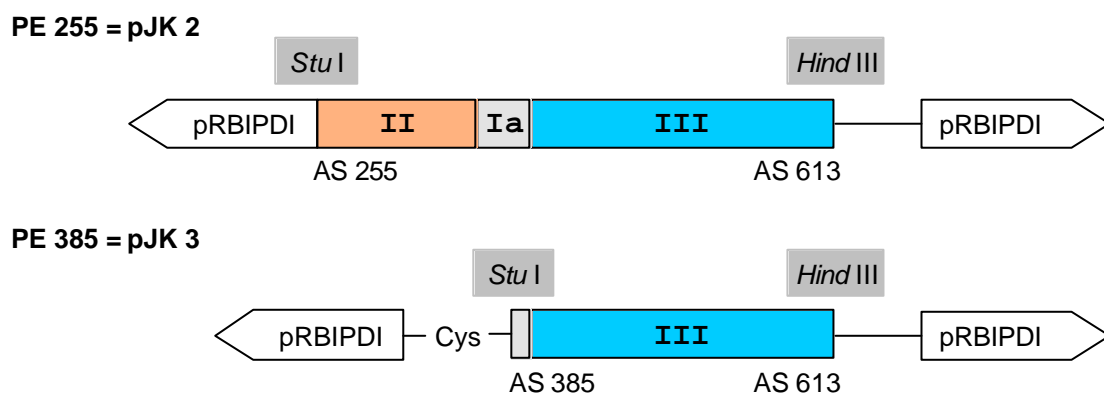 PE 255 = pJK 2
Stu I Hind III
pRBIPDI II Ia III pRBIPDI
AS 255 AS 613
PE 385 = pJK 3
Stu I Hind III
pRBIPDI Cys III pRBIPDI
AS 385 AS 613